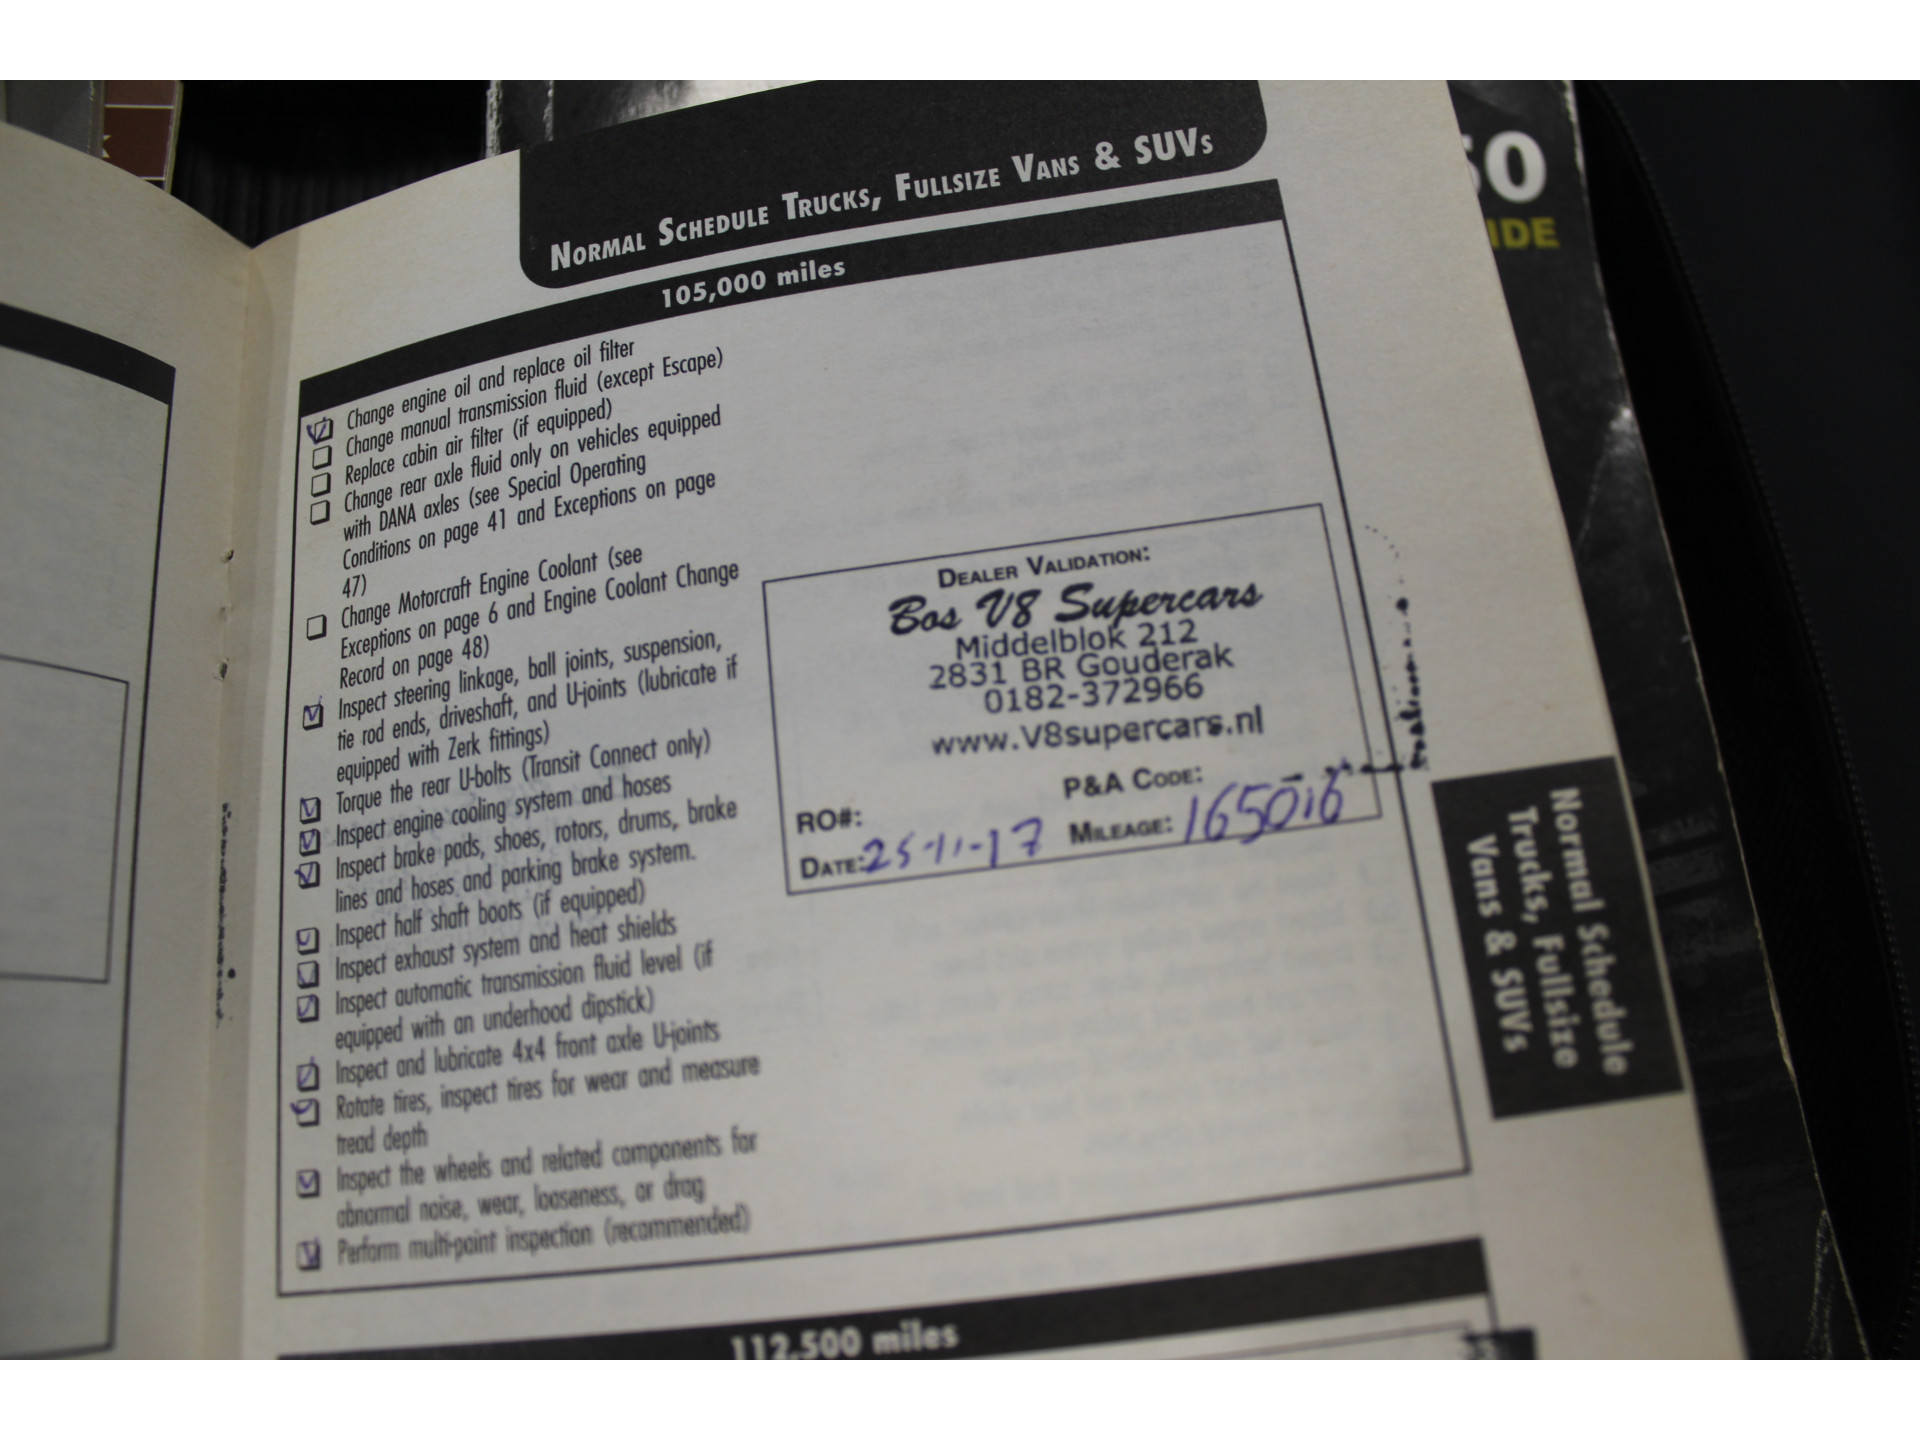 K
50
IDE
Normal Schedule Trucks, Fullsize Vans & SUVs
105,000 miles
Change engine oil and replace oil filter
Change manual transmission fluid (except Escape)
Replace cabin air filter (if equipped)
Change rear axle fluid only on vehicles equipped
with DANA axles (see Special Operating
Conditions on page 41 and Exceptions on page
47)
Change Motorcraft Engine Coolant (see
Exceptions on page 6 and Engine Coolant Change
Record on page 48)
Inspect steering linkage, ball joints, suspension,
tie rod ends, driveshaft, and U-joints (lubricate if
equipped with Zerk fittings)
Torque the rear U-bolts (Transit Connect only)
Inspect engine cooling system and hoses
Inspect brake pads, shoes, rotors, drums, brake
lines and hoses and parking brake system.
Inspect half shaft boots (if equipped)
Inspect exhaust system and heat shields
Inspect automatic transmission fluid level (if
equipped with an underhood dipstick)
Inspect and lubricate 4x4 front axle U-joints
Rotate tires, inspect tires for wear and measure
tread depth
Inspect the wheels and related components for
abnormal noise, wear, looseness, or drag
Perform multi-point inspection (recommended)
Dealer Validation:
Bos V8 Supercars
Middelblok 212
2831 BR Gouderak
0182-372966
www.V8supercars.nl
P&A Code:
RO#:
Date: 25-11-17 Mileage: 165016
Normal Schedule
Trucks, Fullsize
Vans & SUVs
112,500 miles